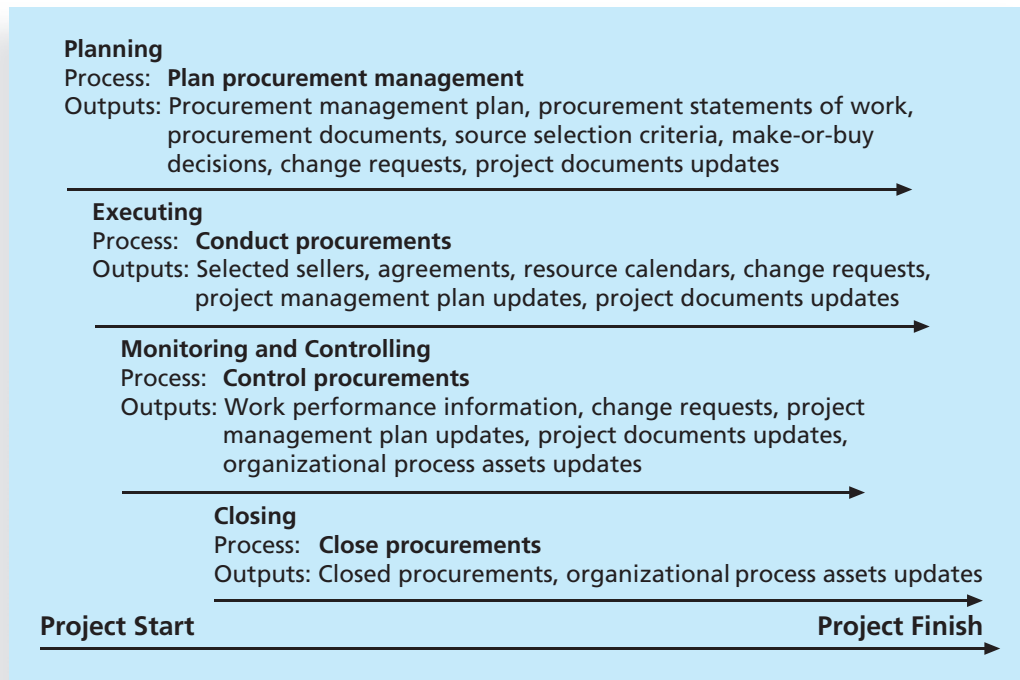 Planning
Process: Plan procurement management
Outputs: Procurement management plan, procurement statements of work,
procurement documents, source selection criteria, make-or-buy
decisions, change requests, project documents updates
Executing
Process: Conduct procurements
Outputs: Selected sellers, agreements, resource calendars, change requests,
project management plan updates, project documents updates
Monitoring and Controlling
Process: Control procurements
Outputs: Work performance information, change requests, project
management plan updates, project documents updates,
organizational process assets updates
Closing
Process: Close procurements
Outputs: Closed procurements, organizational process assets updates
Project Start Project Finish